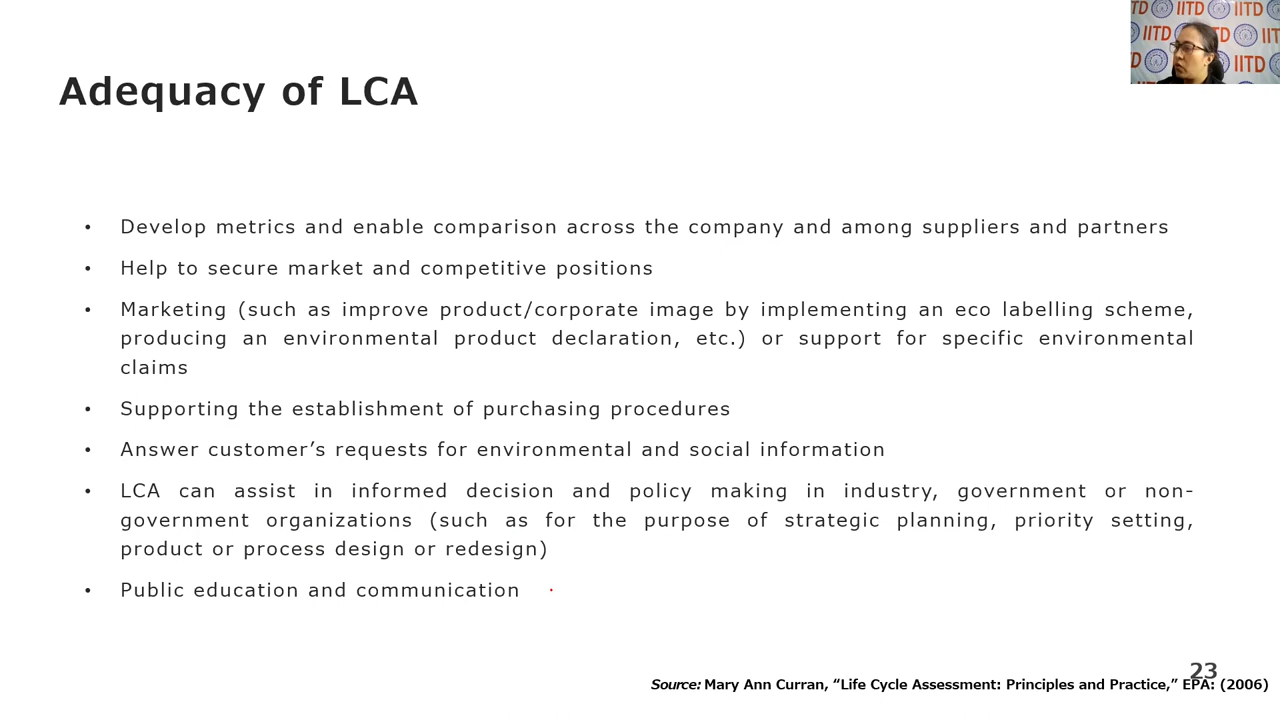 TD IITD IITD
IITD TD IIT
D IITD
Adequacy of LCA
• Develop metrics and enable comparison across the company and among suppliers and partners
• Help to secure market and competitive positions
• Marketing (such as improve product/corporate image by implementing an eco labelling scheme,
producing an environmental product declaration, etc.) or support for specific environmental
claims
• Supporting the establishment of purchasing procedures
• Answer customer’s requests for environmental and social information
• LCA can assist in informed decision and policy making in industry, government or non-
government organizations (such as for the purpose of strategic planning, priority setting,
product or process design or redesign)
• Public education and communication
23
Source: Mary Ann Curran, “Life Cycle Assessment: Principles and Practice,” EPA: (2006)